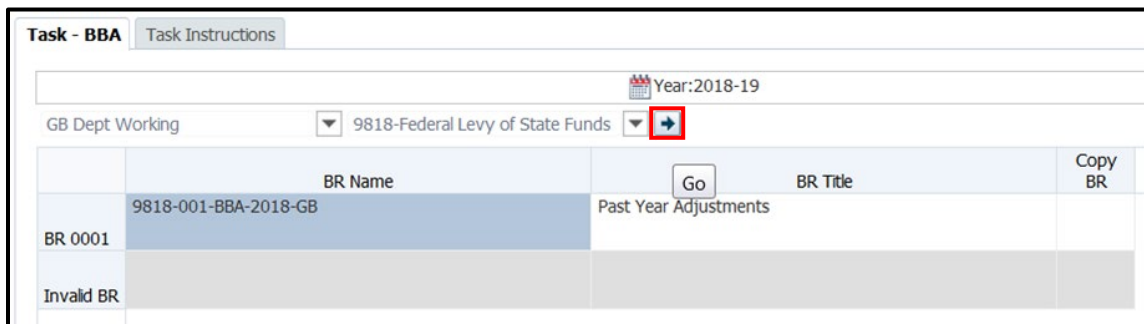 Task - BBA Task Instructions
Year:2018-19
GB Dept Working 9818-Federal Levy of State Funds
BR Name BR Title Copy BR
Go
BR 0001 9818-001-BBA-2018-GB Past Year Adjustments
Invalid BR